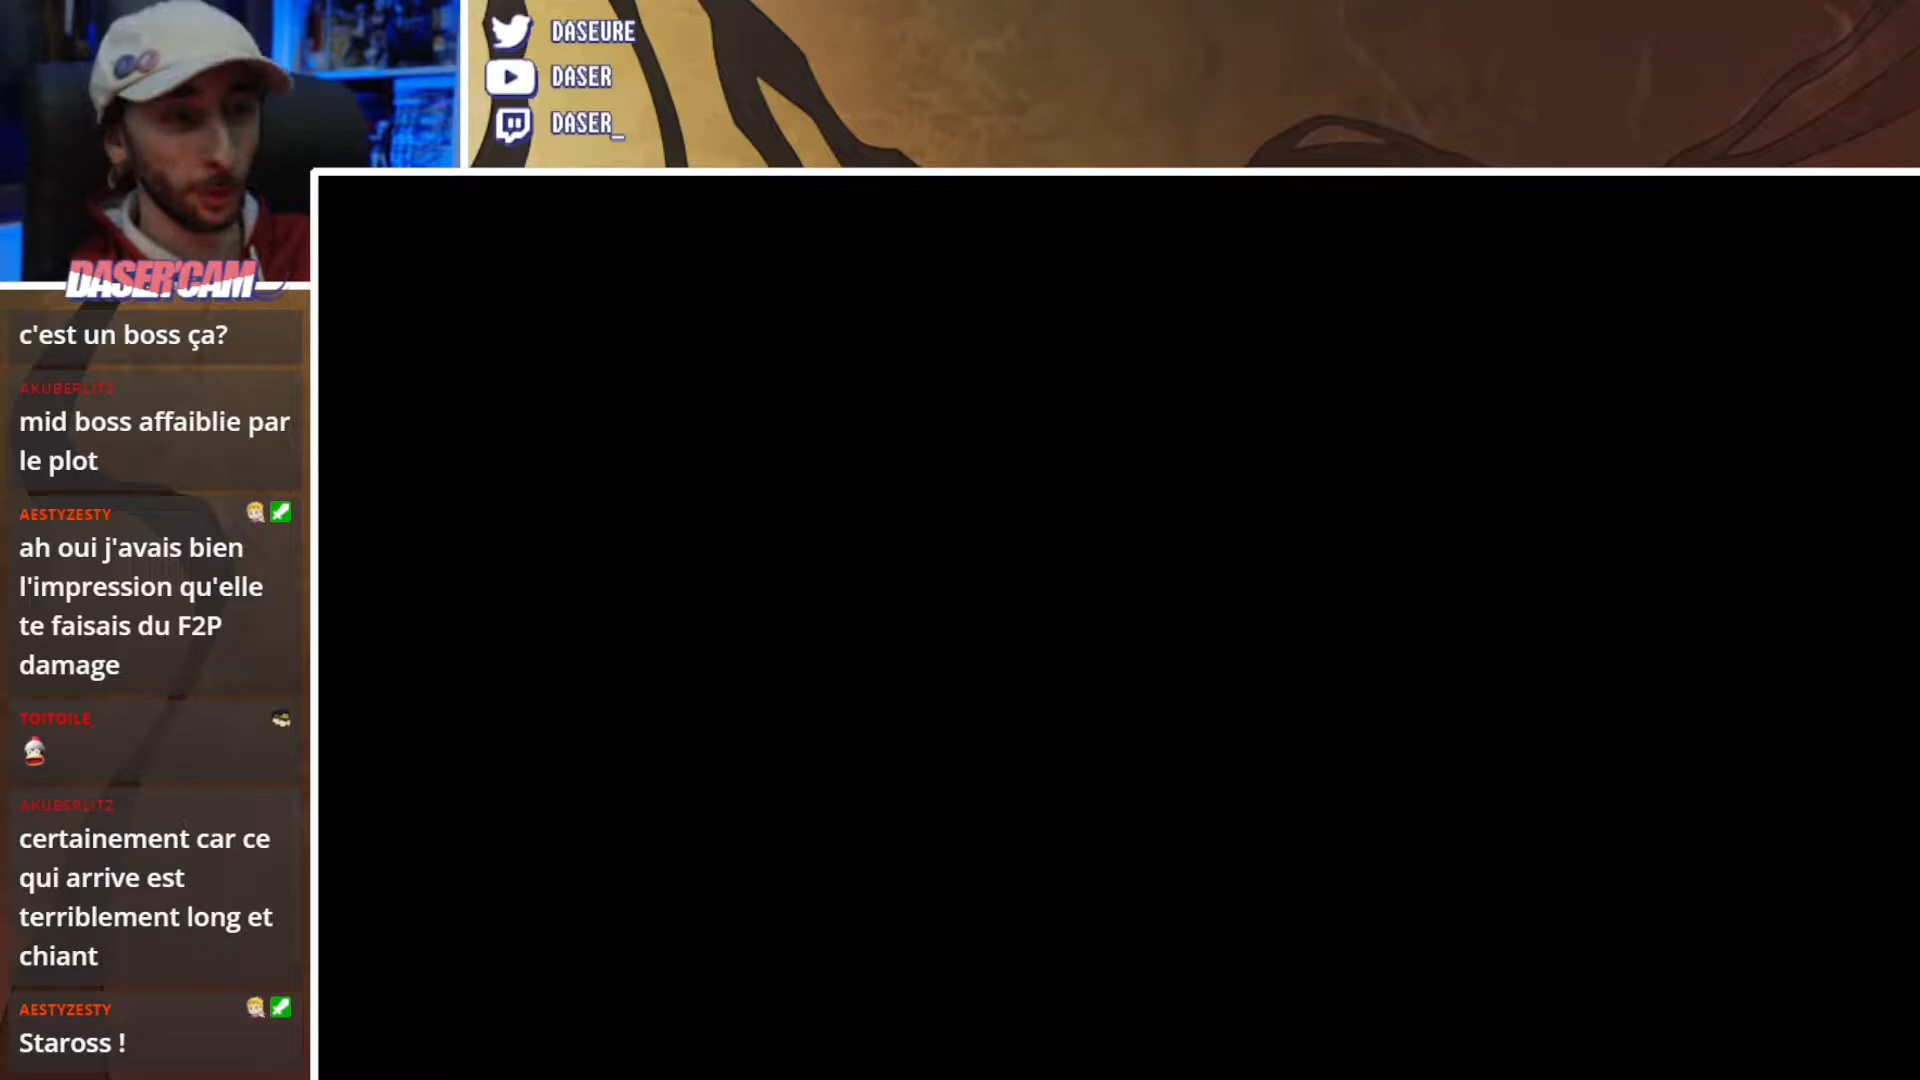 DASEURE
DASER
DASER_
DASER'CAM
c'est un boss ça?
AKUBERLITZ
mid boss affaiblie par
le plot
AESTYZESTY
ah oui j'avais bien
l'impression qu'elle
te faisais du F2P
damage
TOITOILE_
AKUBERLITZ
certainement car ce
qui arrive est
terriblement long et
chiant
AESTYZESTY
Staross !